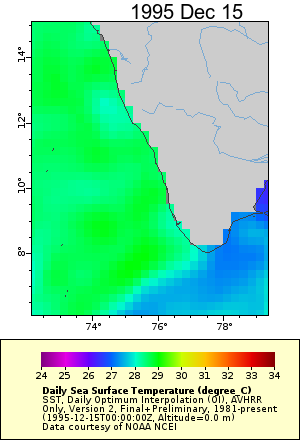 1995 Dec 15
14°
12°
10°
8°
74° 76° 78°
24 25 26 27 28 29 30 31 32 33 34
Daily Sea Surface Temperature (degree_C)
SST, Daily Optimum Interpolation (OI), AVHRR
Only, Version 2, Final+Preliminary, 1981-present
(1995-12-15T00:00:00Z, Altitude=0.0 m)
Data courtesy of NOAA NCEI